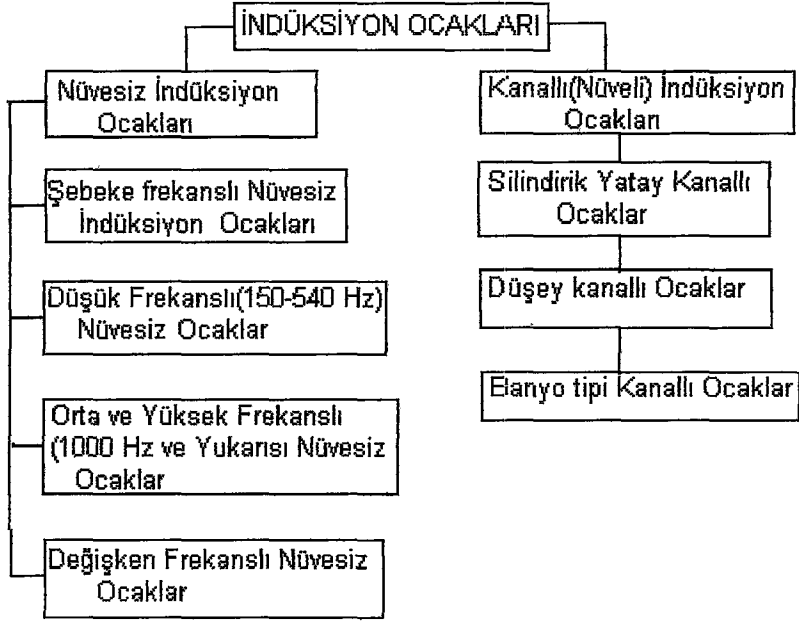 İNDÜKSİYON OCAKLARI
Nüvesiz İndüksiyon
Ocakları
Şebeke frekanslı Nüvesiz
İndüksiyon Ocakları
Düşük Frekanslı(150-540 Hz)
Nüvesiz Ocaklar
Orta ve Yüksek Frekanslı
(1000 Hz ve Yukarısı Nüvesiz
Ocaklar
Değişken Frekanslı Nüvesiz
Ocaklar
Kanallı(Nüveli) İndüksiyon
Ocakları
Silindirik Yatay Kanallı
Ocaklar
Düşey kanallı Ocaklar
Banyo tipi Kanallı Ocaklar